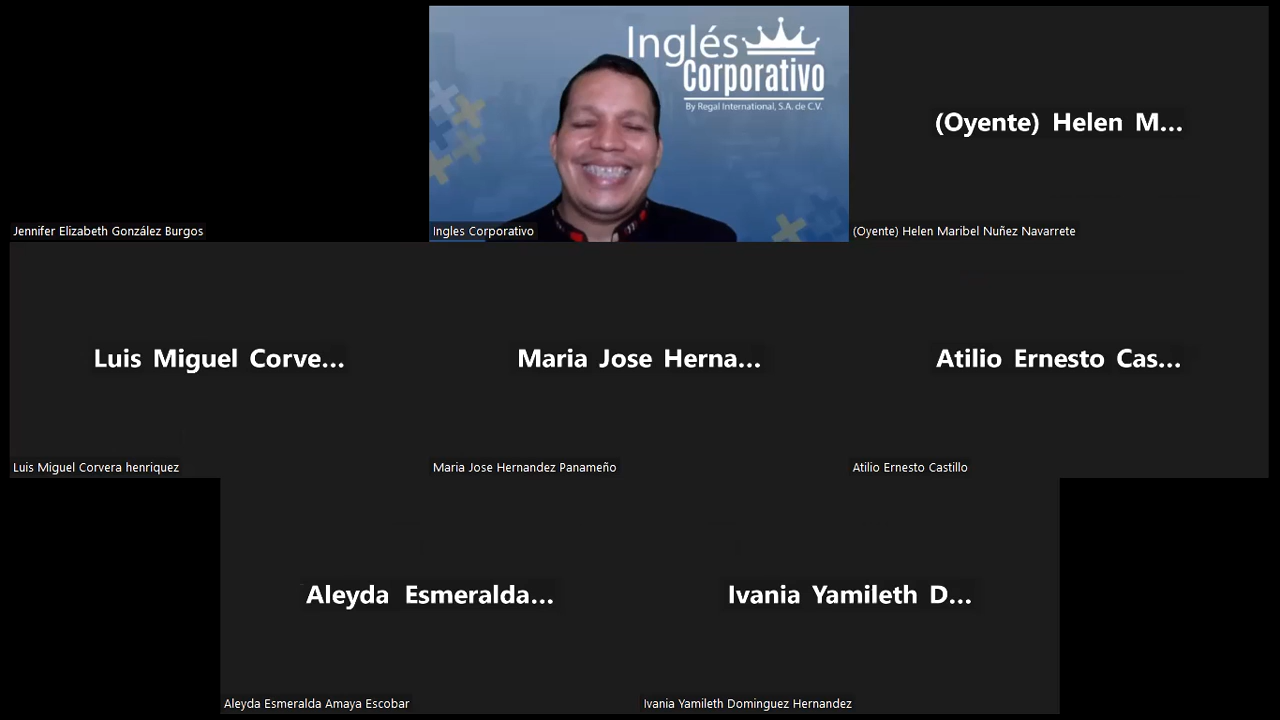 Inglés
Corporativo
By Regal International, S.A. de C.V.
(Oyente) Helen M...
Jennifer Elizabeth González Burgos
Ingles Corporativo
(Oyente) Helen Maribel Nuñez Navarrete
Luis Miguel Corve...
Maria Jose Herna...
Atilio Ernesto Cas...
Luis Miguel Corvera henriquez
Maria Jose Hernandez Panameño
Atilio Ernesto Castillo
Aleyda Esmeralda...
Ivania Yamileth D...
Aleyda Esmeralda Amaya Escobar
Ivania Yamileth Dominguez Hernandez